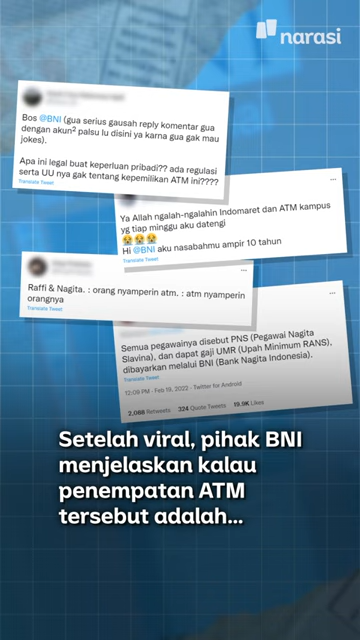 narasi
Bos @BNI (gua serius gausah reply komentar gua
dengan akun² palsu lu disini ya karna gua gak mau
jokes).
Apa ini legal buat keperluan pribadi?? ada regulasi
serta UU nya gak tentang kepemilikan ATM ini????
Translate Tweet
Ya Allah ngalah-ngalahin Indomaret dan ATM kampus
yg tiap minggu aku datengi
😭😭😭
Hi @BNI aku nasabahmu ampir 10 tahun
Translate Tweet
Raffi & Nagita. : orang nyamperin atm. : atm nyamperin
orangnya
Translate Tweet
Semua pegawainya disebut PNS (Pegawai Nagita
Slavina), dan dapat gaji UMR (Upah Minimum RANS),
dibayarkan melalui BNI (Bank Nagita Indonesia).
Translate Tweet
12:09 PM · Feb 19, 2022 · Twitter for Android
2,088 Retweets 324 Quote Tweets 19.9K Likes
Setelah viral, pihak BNI
menjelaskan kalau
penempatan ATM
tersebut adalah...